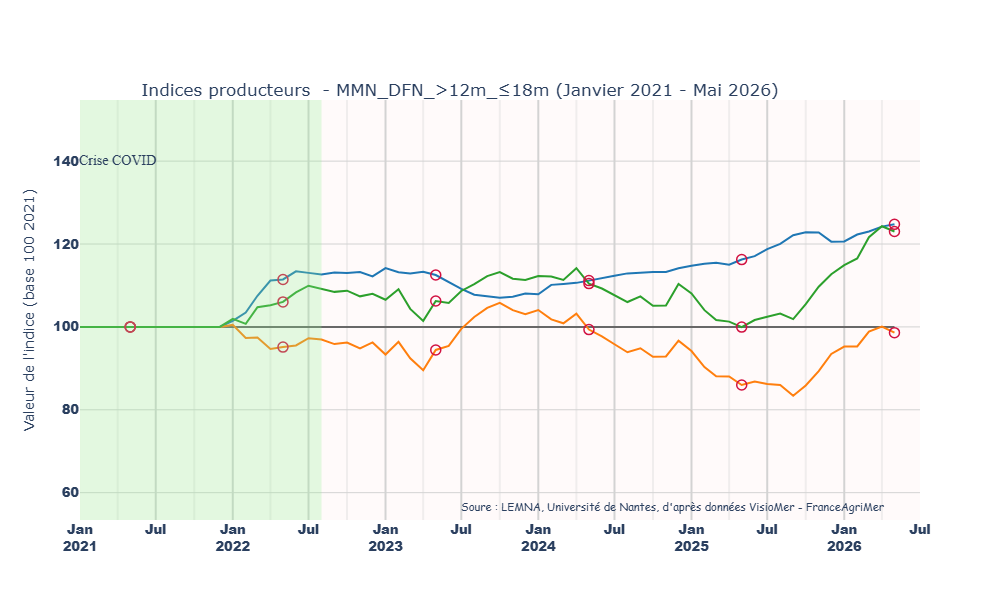 Indices producteurs  - MMN_DFN_>12m_≤18m (Janvier 2021 - Mai 2026)
Valeur de l'indice (base 100 2021)
140
Crise COVID
120
100
80
60
Soure : LEMNA, Université de Nantes, d'après données VisioMer - FranceAgriMer
Jan Jul Jan Jul Jan Jul Jan Jul Jan Jul Jan Jul
2021 2022 2023 2024 2025 2026